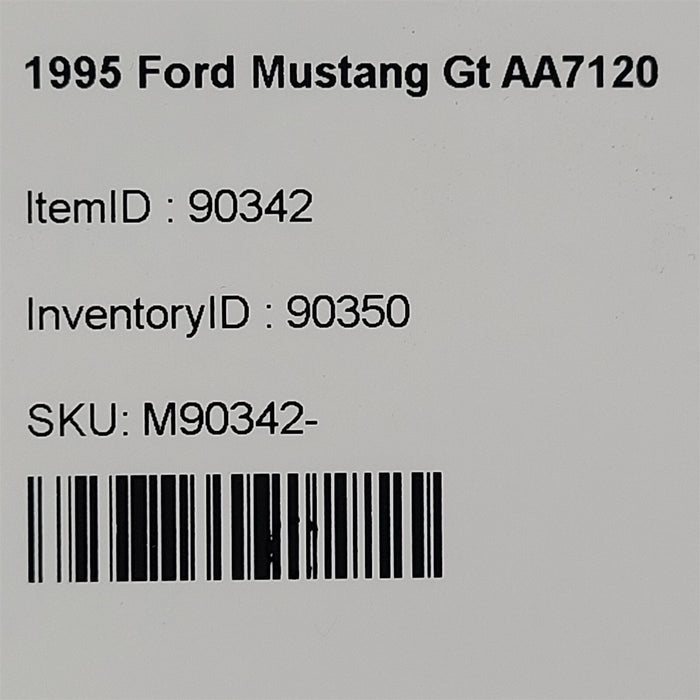 1995 Ford Mustang Gt AA7120
ItemID : 90342
InventoryID : 90350
SKU: M90342-